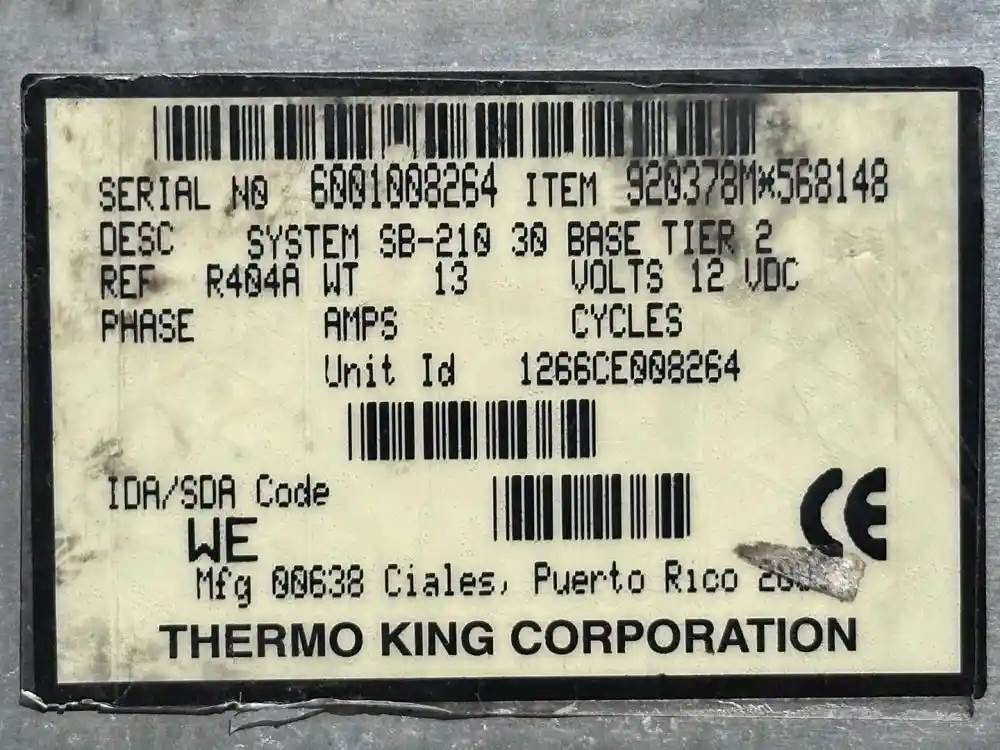 SERIAL NO 6001008264 ITEM 920378M*568148
DESC SYSTEM SB-210 30 BASE TIER 2
REF R404A WT 13 VOLTS 12 VDC
PHASE AMPS CYCLES
Unit Id 1266CE008264
IDA/SDA Code
WE
CE
Mfg 00638 Ciales, Puerto Rico
THERMO KING CORPORATION